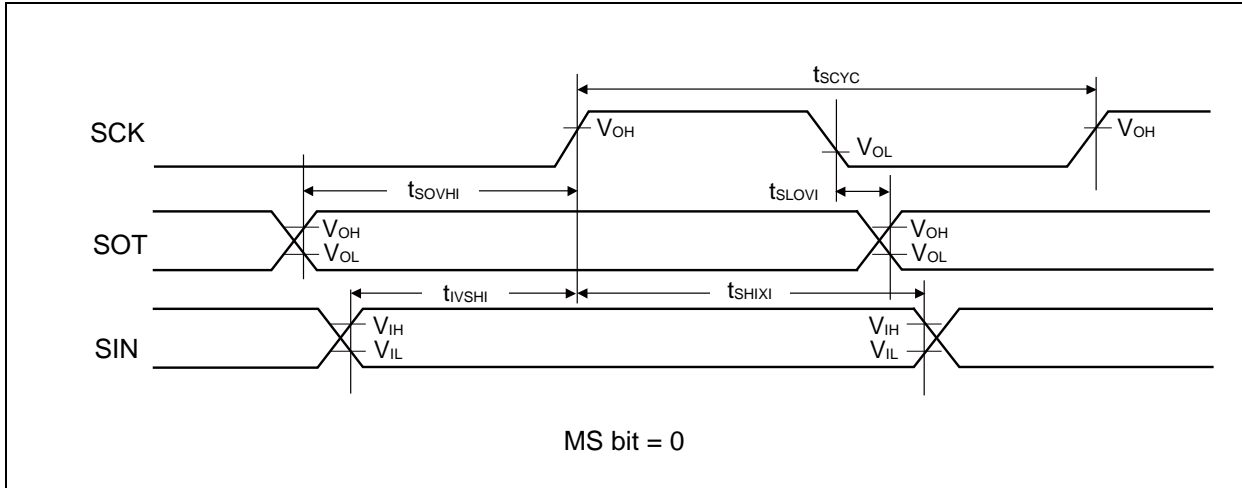 tSCYC
SCK
VOH
VOL
VOH
tSOVHI
tSLOVI
SOT
VOH
VOL
VOH
VOL
tIVSHI
tSHIXI
SIN
VIH
VIL
VIH
VIL
MS bit = 0